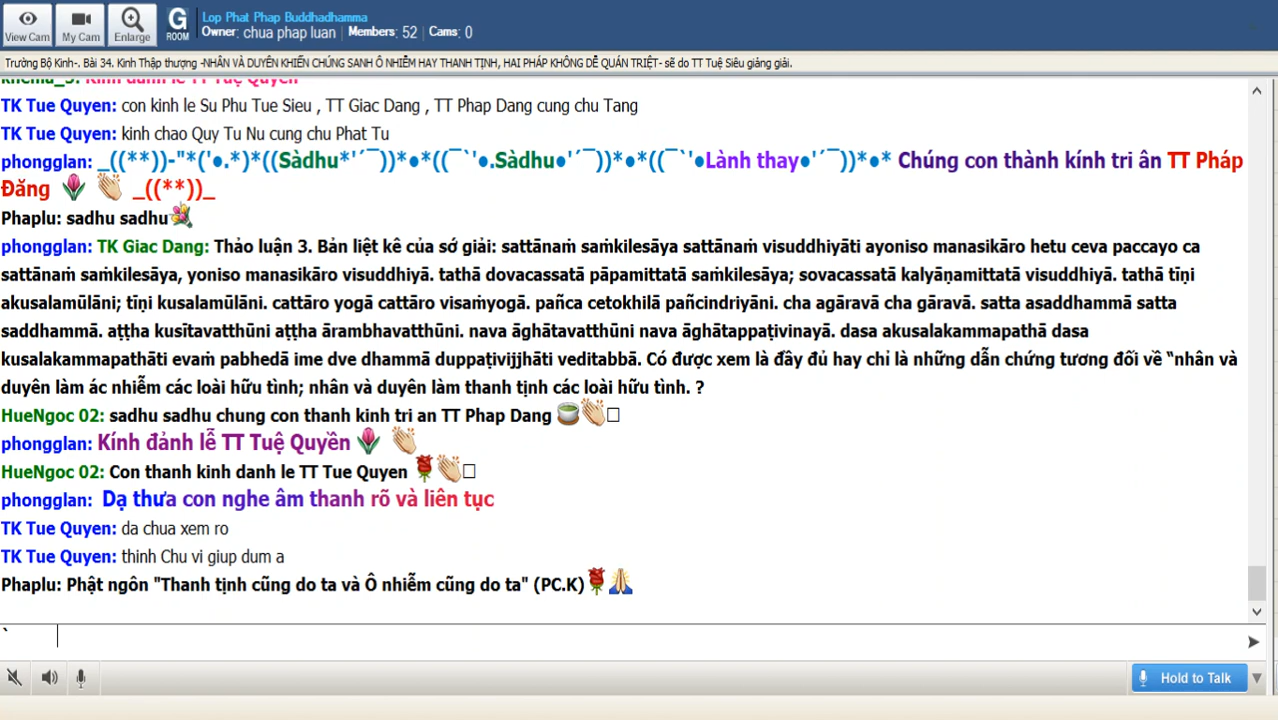 View Cam
My Cam
Enlarge
G
ROOM
Lop Phat Phap Buddhadhamma
Owner: chua phap luan | Members: 52 | Cams: 0
Trường Bộ Kinh-. Bài 34. Kinh Thập thượng -NHÂN VÀ DUYÊN KHIẾN CHÚNG SANH Ô NHIỄM HAY THANH TỊNH, HAI PHÁP KHÔNG DỄ QUÁN TRIỆT- sẽ do TT Tuệ Siêu giảng giải.
TK Tue Quyen: con kinh le Su Phu Tue Sieu , TT Giac Dang , TT Phap Dang cung chu Tang
TK Tue Quyen: kinh chao Quy Tu Nu cung chu Phat Tu
phongglan: _((**))-"*('●.*)*((Sàdhu*'´¯))*●*((¯`'●.Sàdhu●'´¯))*●*((¯`'●Lành thay●'´¯))*●* Chúng con thành kính tri ân TT Pháp
Đăng 🌷 👏 _((**))_
Phaplu: sadhu sadhu💐
phongglan: TK Giac Dang: Thảo luận 3. Bản liệt kê của sớ giải: sattānaṁ saṁkilesāya sattānaṁ visuddhiyāti ayoniso manasikāro hetu ceva paccayo ca
sattānaṁ saṁkilesāya, yoniso manasikāro visuddhiyā. tathā dovacassatā pāpamittatā saṁkilesāya; sovacassatā kalyāṇamittatā visuddhiyā. tathā tīṇi
akusalamūlāni; tīṇi kusalamūlāni. cattāro yogā cattāro visaṁyogā. pañca cetokhilā pañcindriyāni. cha agāravā cha gāravā. satta asaddhammā satta
saddhammā. aṭṭha kusītavatthūni aṭṭha ārambhavatthūni. nava āghātavatthūni nava āghātappaṭivinayā. dasa akusalakammapathā dasa
kusalakammapathāti evaṁ pabhedā ime dve dhammā duppaṭivijjhāti veditabbā. Có được xem là đầy đủ hay chỉ là những dẫn chứng tương đối về “nhân và
duyên làm ác nhiễm các loài hữu tình; nhân và duyên làm thanh tịnh các loài hữu tình. ?
HueNgoc 02: sadhu sadhu chung con thanh kinh tri an TT Phap Dang 🍵👏□
phongglan: Kính đảnh lễ TT Tuệ Quyền 🌷 👏
HueNgoc 02: Con thanh kinh danh le TT Tue Quyen 🌹👏□
phongglan: Dạ thưa con nghe âm thanh rõ và liên tục
TK Tue Quyen: da chua xem ro
TK Tue Quyen: thinh Chu vi giup dum a
Phaplu: Phật ngôn "Thanh tịnh cũng do ta và Ô nhiễm cũng do ta" (PC.K)🌹🙏
`
Hold to Talk